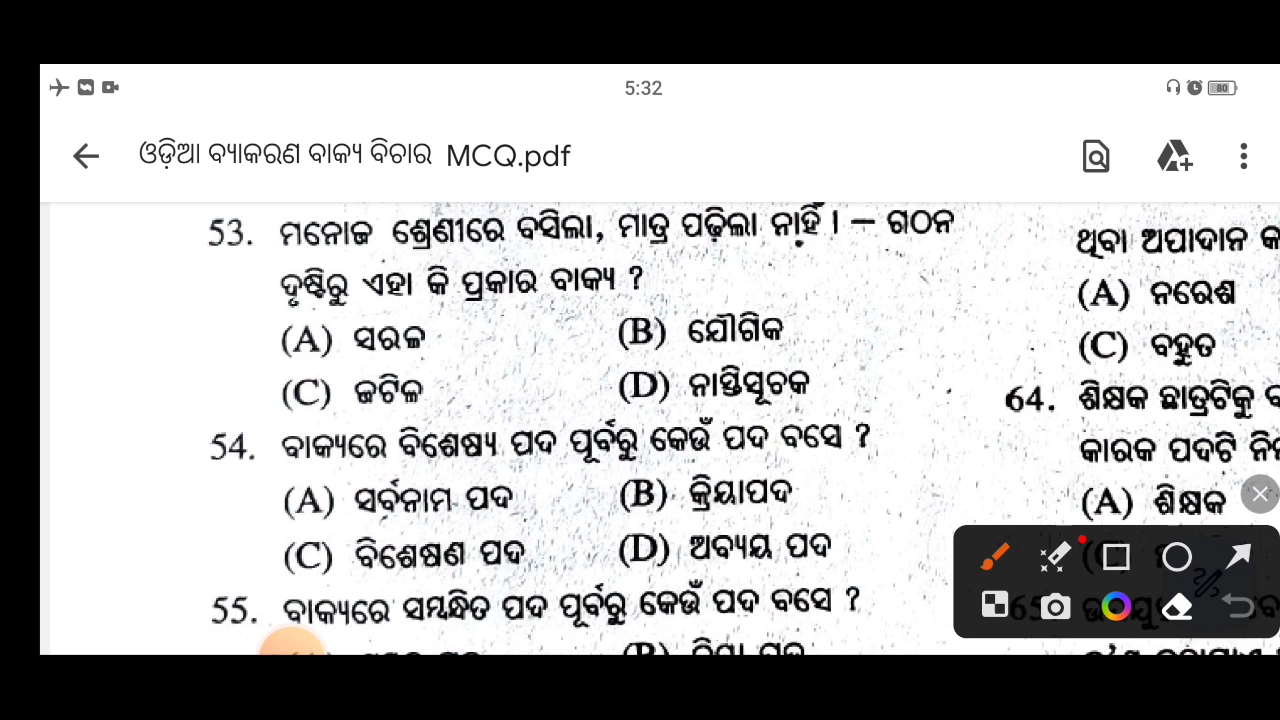 5:32
80
ଓଡ଼ିଆ ବ୍ୟାକରଣ ବାକ୍ୟ ବିଚାର MCQ.pdf
53. ମନୋଜ ଶ୍ରେଣୀରେ ବସିଲା, ମାତ୍ର ପଢ଼ିଲା ନାହିଁ । – ଗଠନ
ଦୃଷ୍ଟିରୁ ଏହା କି ପ୍ରକାର ବାକ୍ୟ ?
(A) ସରଳ
(B) ଯୌଗିକ
(C) ଜଟିଳ
(D) ନାସ୍ତିସୂଚକ
54. ବାକ୍ୟରେ ବିଶେଷ୍ୟ ପଦ ପୂର୍ବରୁ କେଉଁ ପଦ ବସେ ?
(A) ସର୍ବନାମ ପଦ
(B) କ୍ରିୟାପଦ
(C) ବିଶେଷଣ ପଦ
(D) ଅବ୍ୟୟ ପଦ
55. ବାକ୍ୟରେ ସମ୍ବନ୍ଧିତ ପଦ ପୂର୍ବରୁ କେଉଁ ପଦ ବସେ ?
ଥିବା ଅପାଦାନ
(A) ନରେଶ
(C) ବହୁତ
64. ଶିକ୍ଷକ ଛାତ୍ରଟିକୁ
କାରକ ପଦଟି
(A) ଶିକ୍ଷକ
(C)
65